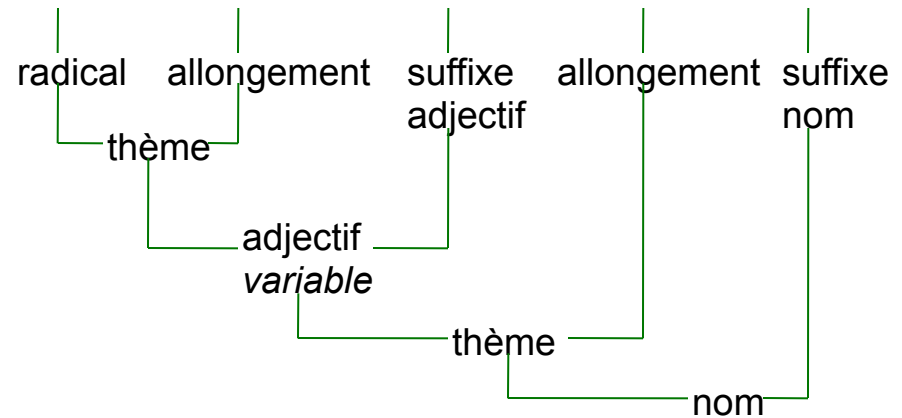 radical allongement suffixe allongement suffixe
adjectif nom
thème
adjectif
variable
thème
nom